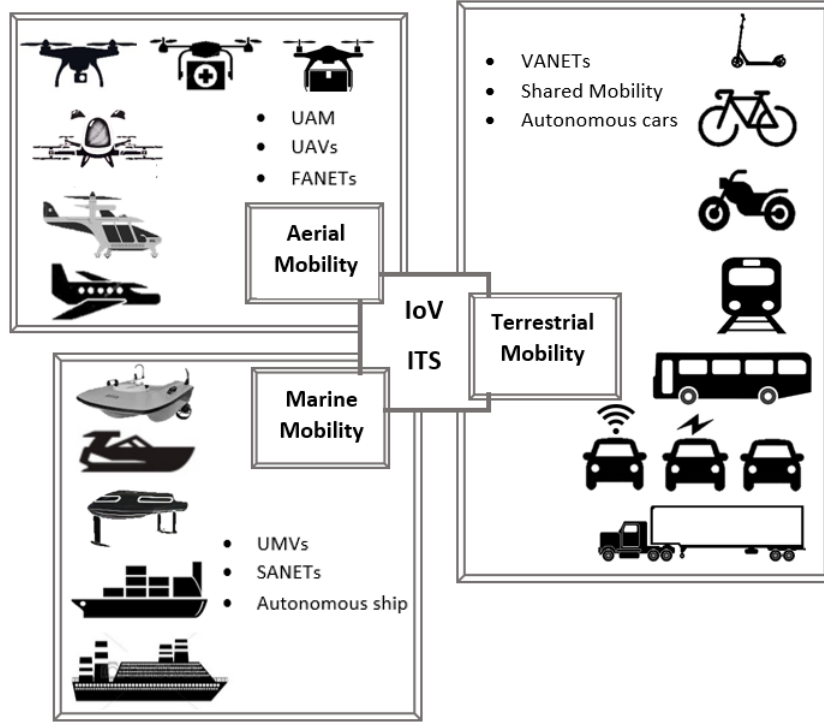 • UAM
• UAVs
• FANETs
Aerial
Mobility
• VANETs
• Shared Mobility
• Autonomous cars
IoV
ITS
Terrestrial
Mobility
Marine
Mobility
• UMVs
• SANETs
• Autonomous ship